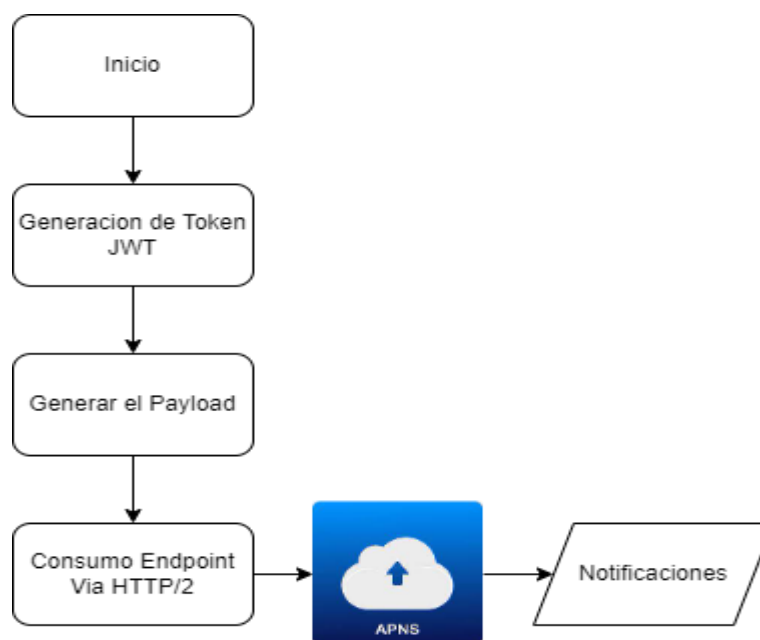 Inicio
Generacion de Token
JWT
Generar el Payload
Consumo Endpoint
Via HTTP/2
APNS
Notificaciones